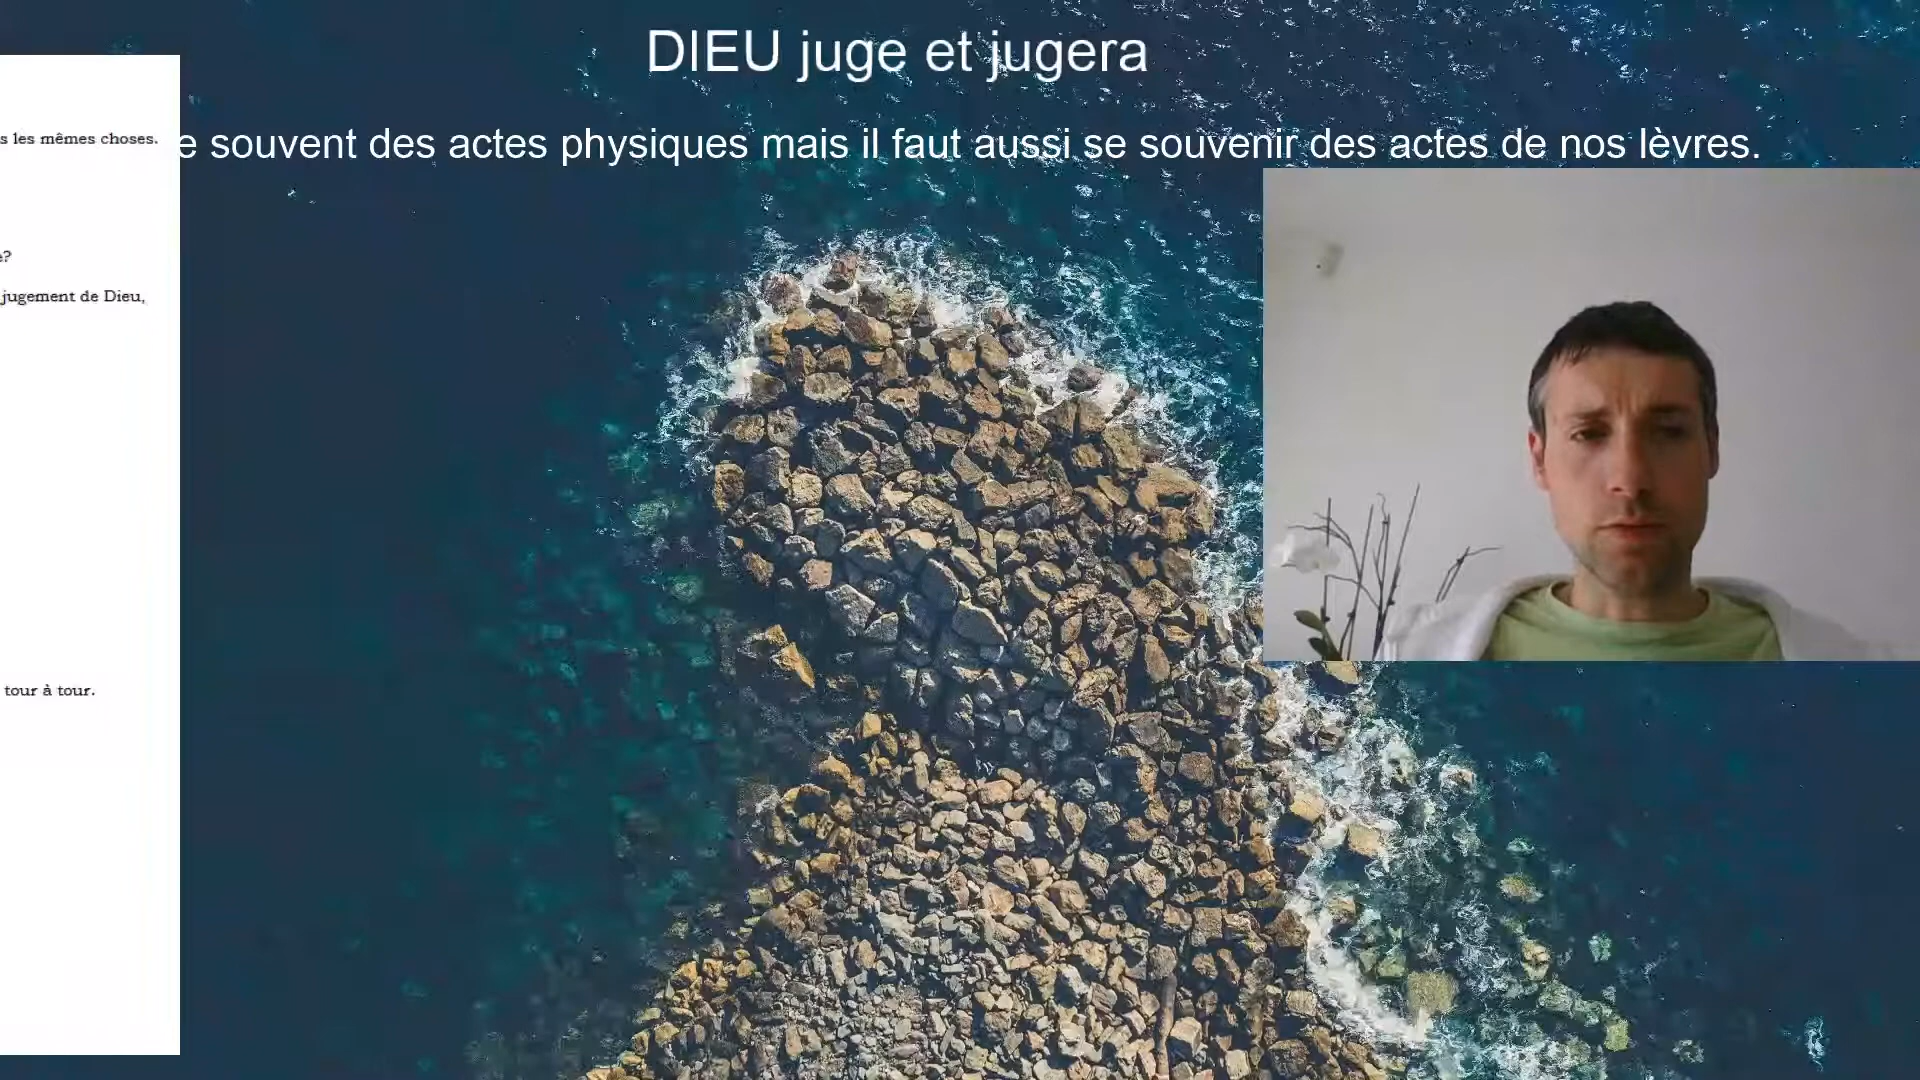 DIEU juge et jugera
e souvent des actes physiques mais il faut aussi se souvenir des actes de nos lèvres.
s les mêmes choses.
e?
jugement de Dieu,
tour à tour.